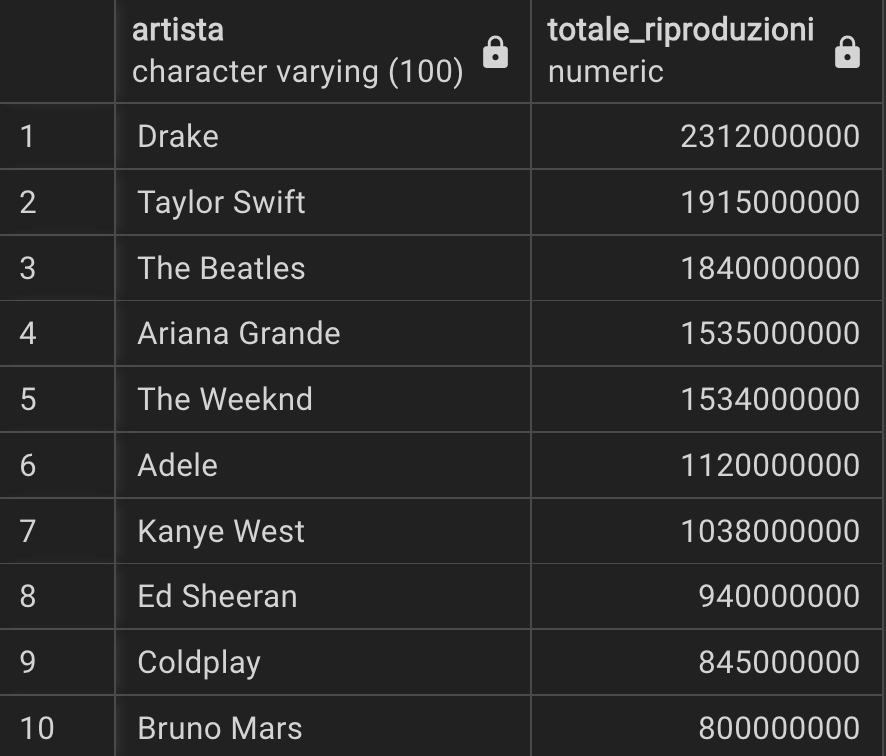 artista totale_riproduzioni
character varying (100) numeric
1 Drake 2312000000
2 Taylor Swift 1915000000
3 The Beatles 1840000000
4 Ariana Grande 1535000000
5 The Weeknd 1534000000
6 Adele 1120000000
7 Kanye West 1038000000
8 Ed Sheeran 940000000
9 Coldplay 845000000
10 Bruno Mars 800000000